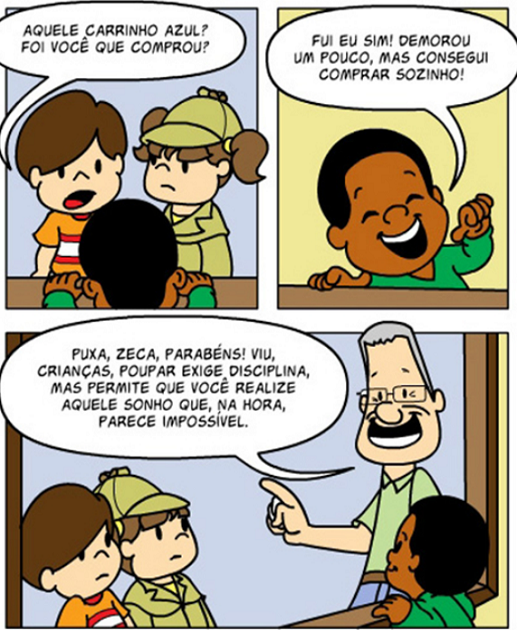 AQUELE CARRINHO AZUL?
FOI VOCÊ QUE COMPROU?
FUI EU SIM! DEMOROU
UM POUCO, MAS CONSEGUI
COMPRAR SOZINHO!
PUXA, ZECA, PARABÉNS! VIU,
CRIANÇAS, POUPAR EXIGE DISCIPLINA,
MAS PERMITE QUE VOCÊ REALIZE
AQUELE SONHO QUE, NA HORA,
PARECE IMPOSSÍVEL.